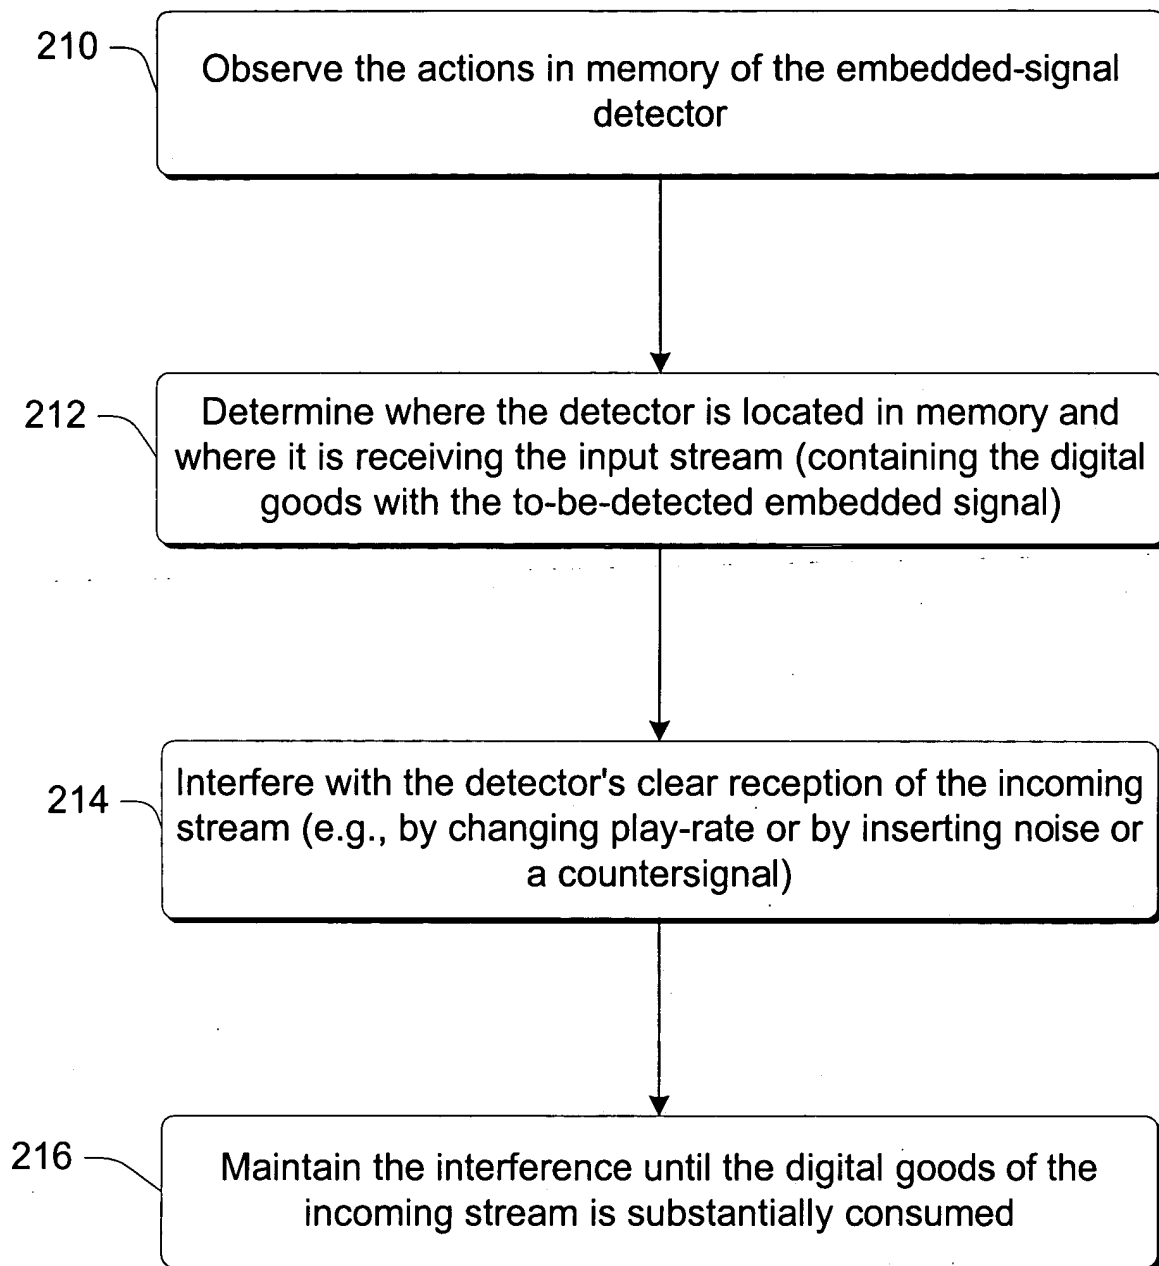 210
Observe the actions in memory of the embedded-signal
detector
212
Determine where the detector is located in memory and
where it is receiving the input stream (containing the digital
goods with the to-be-detected embedded signal)
214
Interfere with the detector's clear reception of the incoming
stream (e.g., by changing play-rate or by inserting noise or
a countersignal)
216
Maintain the interference until the digital goods of the
incoming stream is substantially consumed